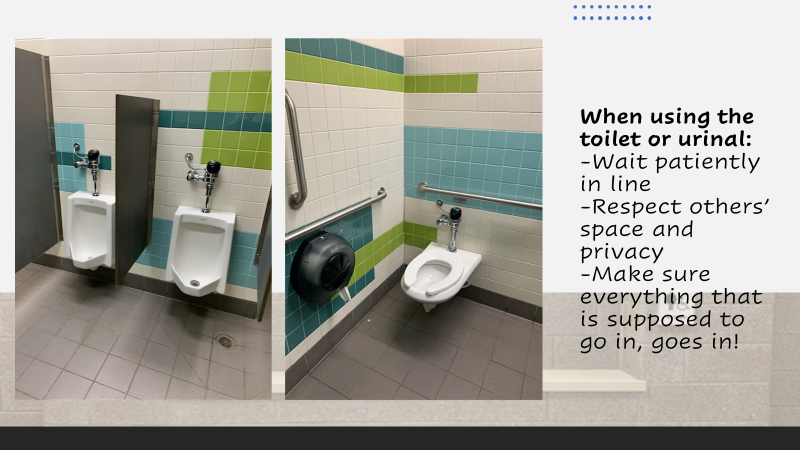 When using the
toilet or urinal:
-Wait patiently
in line
-Respect others’
space and
privacy
-Make sure
everything that
is supposed to
go in, goes in!